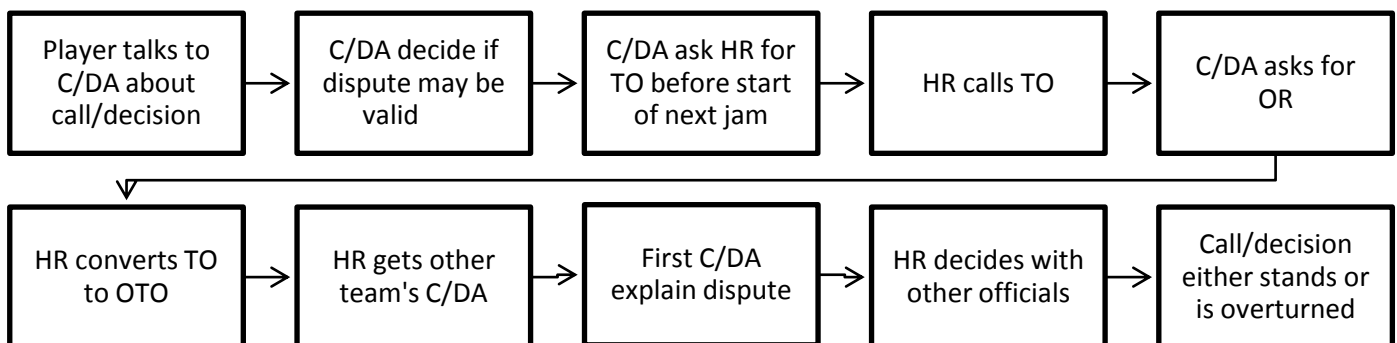 Player talks to
C/DA about
call/decision
C/DA decide if
dispute may be
valid
C/DA ask HR for
TO before start
of next jam
HR calls TO
C/DA asks for
OR
HR converts TO
to OTO
HR gets other
team's C/DA
First C/DA
explain dispute
HR decides with
other officials
Call/decision
either stands or
is overturned